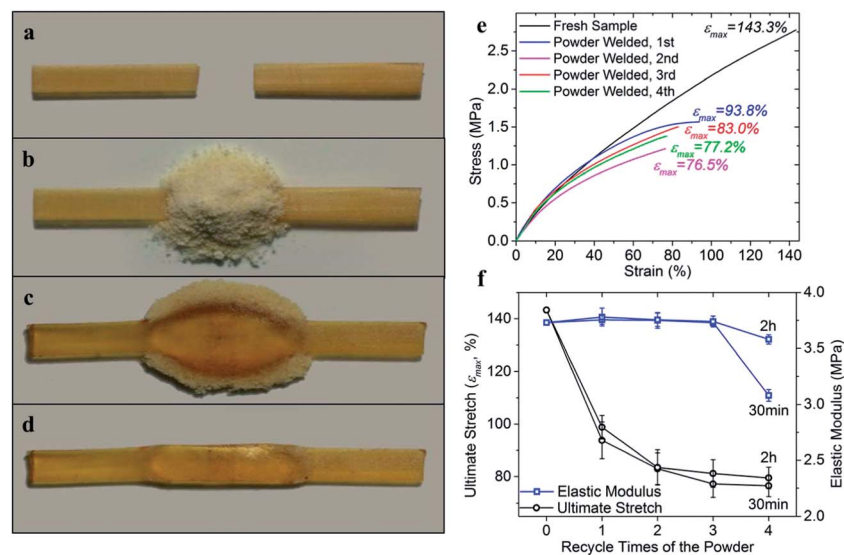 a
b
c
d
e
Fresh Sample
Powder Welded, 1st
Powder Welded, 2nd
Powder Welded, 3rd
Powder Welded, 4th
εmax=143.3%
εmax=93.8%
εmax=83.0%
εmax=77.2%
εmax=76.5%
Stress (MPa)
2.5
2.0
1.5
1.0
0.5
0.0
0 20 40 60 80 100 120 140
Strain (%)
f
140
120
100
80
Ultimate Stretch (εmax, %)
4.0
3.5
3.0
2.5
2.0
Elastic Modulus (MPa)
2h
30min
2h
30min
Elastic Modulus
Ultimate Stretch
0 1 2 3 4
Recycle Times of the Powder